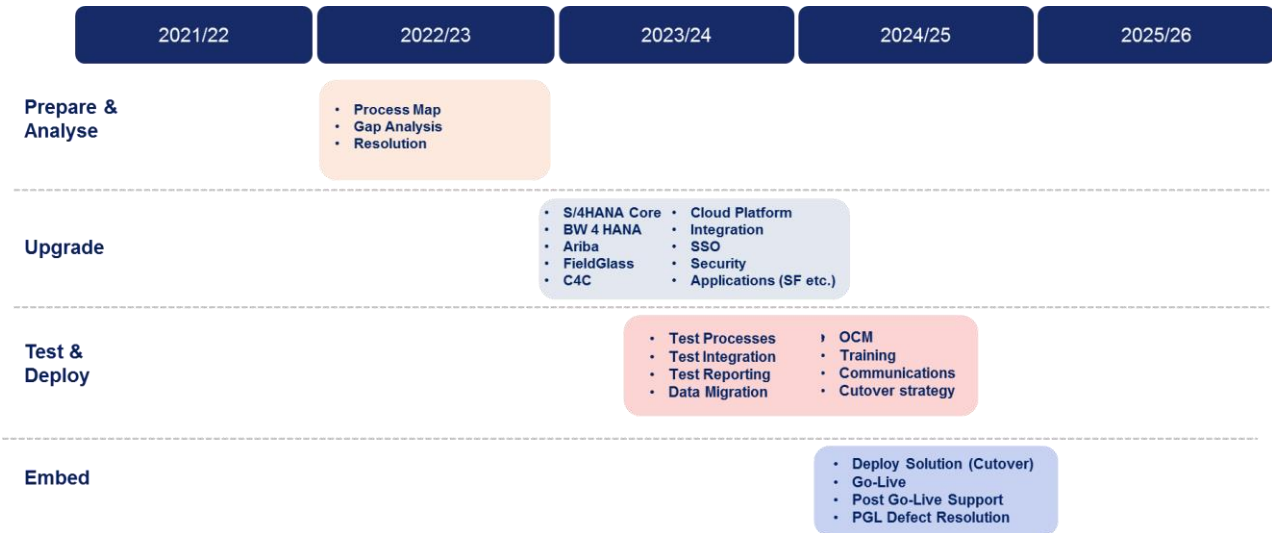 2021/22
2022/23
2023/24
2024/25
2025/26
Prepare &
Analyse
• Process Map
• Gap Analysis
• Resolution
Upgrade
• S/4HANA Core
• BW 4 HANA
• Ariba
• FieldGlass
• C4C
• Cloud Platform
• Integration
• SSO
• Security
• Applications (SF etc.)
Test &
Deploy
• Test Processes
• Test Integration
• Test Reporting
• Data Migration
• OCM
• Training
• Communications
• Cutover strategy
Embed
• Deploy Solution (Cutover)
• Go-Live
• Post Go-Live Support
• PGL Defect Resolution